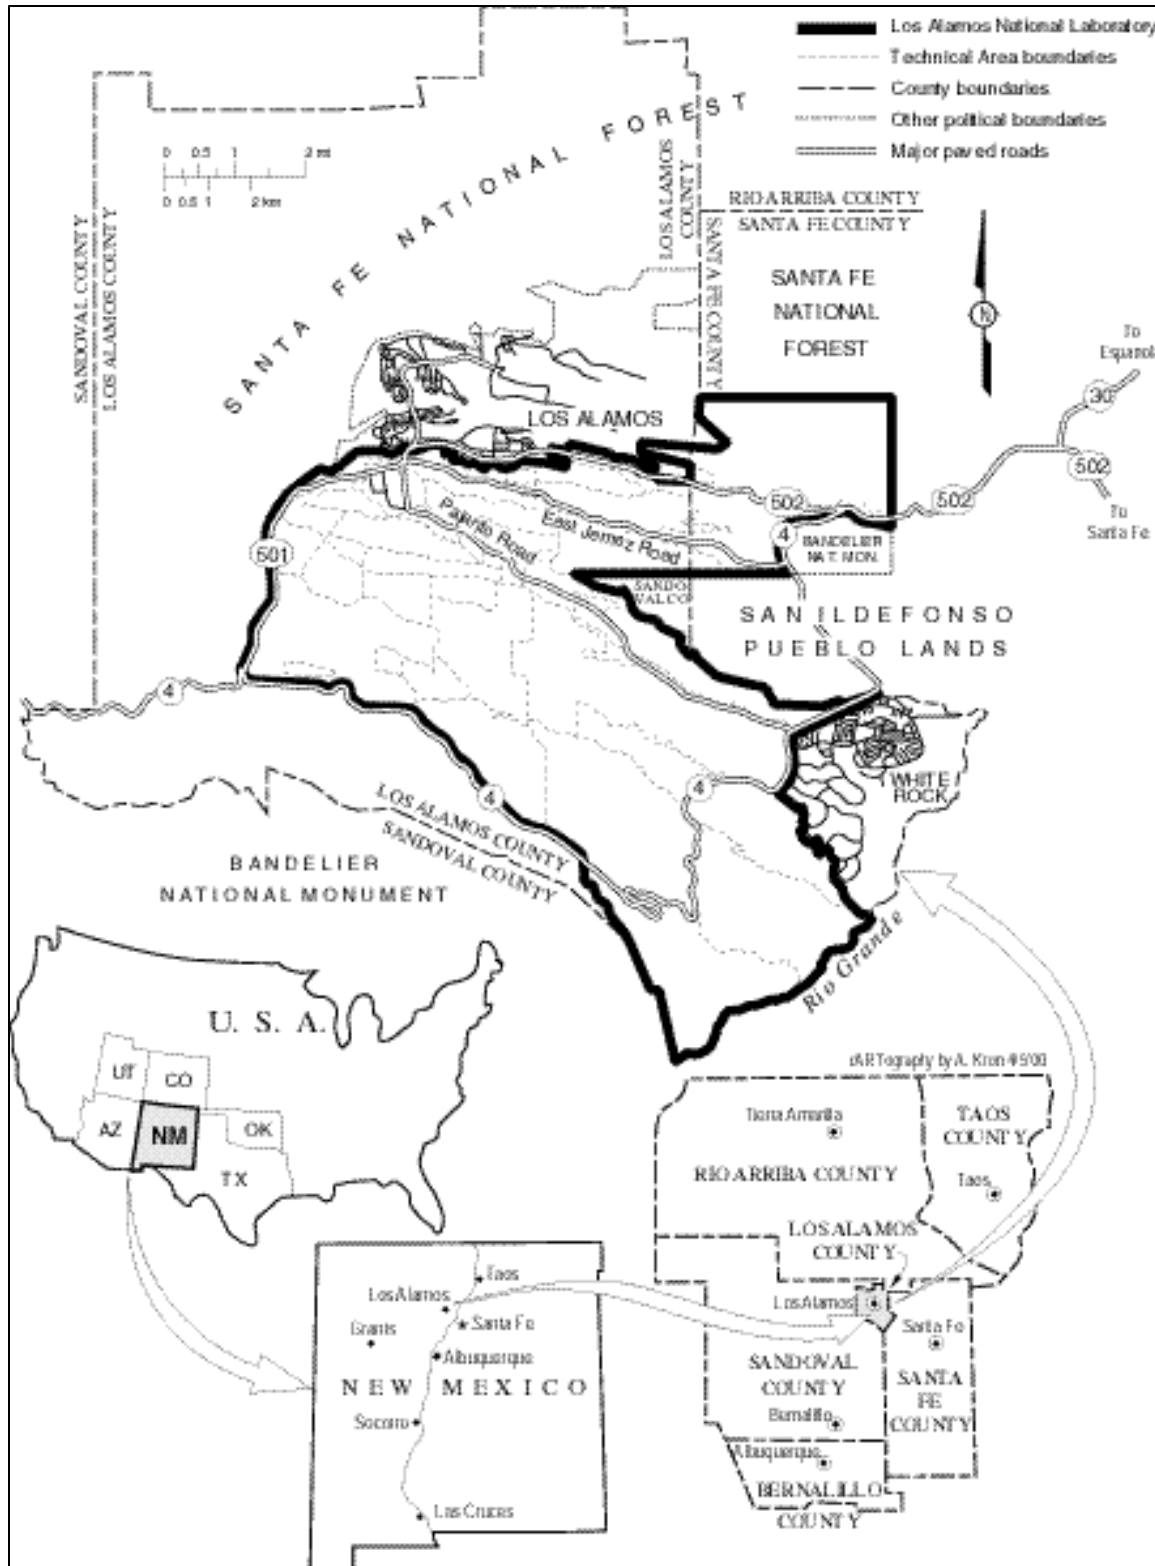 Los Alamos National Laboratory
Technical Area boundaries
County boundaries
Other political boundaries
Major paved roads
0 0.5 1 2 mi
0 0.5 1 2 km
SANTA FE NATIONAL FOREST
SANDOVAL COUNTY
LOS ALAMOS COUNTY
LOS ALAMOS
COUNTY
SANTA FE COUNTY
RIO ARRIBA COUNTY
SANTA FE COUNTY
SANTA FE
NATIONAL
FOREST
N
To
Espanola
30
502
502
502
To
Santa Fe
LOS ALAMOS
501
Pajarito Road
East Jemez Road
4
BANDELIER
NAT. MON.
SANDO
VAL CO
SAN ILDEFONSO
PUEBLO LANDS
4
4
4
WHITE
ROCK
LOS ALAMOS COUNTY
SANDOVAL COUNTY
BANDELIER
NATIONAL MONUMENT
Rio Grande
U. S. A.
UT
CO
AZ
NM
OK
TX
cARTography by A. Kron 4/5/00
Tierra Amarilla
TAOS
COUNTY
RIO ARRIBA COUNTY
Taos
LOS ALAMOS
COUNTY
Los Alamos
Santa Fe
SANDOVAL
COUNTY
SANTA
FE
COUNTY
Bernalillo
Albuquerque
BERNALILLO
COUNTY
Taos
Los Alamos
Santa Fe
Grants
Albuquerque
NEW MEXICO
Socorro
Las Cruces